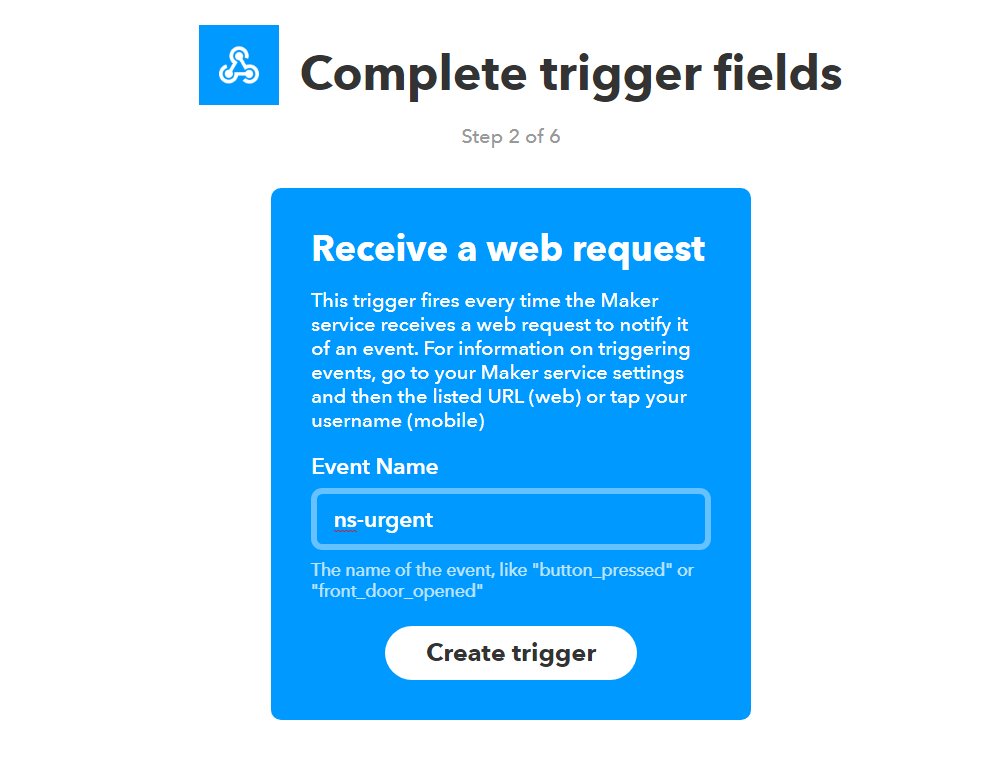 Complete trigger fields
Step 2 of 6
Receive a web request
This trigger fires every time the Maker
service receives a web request to notify it
of an event. For information on triggering
events, go to your Maker service settings
and then the listed URL (web) or tap your
username (mobile)
Event Name
ns-urgent
The name of the event, like "button_pressed" or
"front_door_opened"
Create trigger